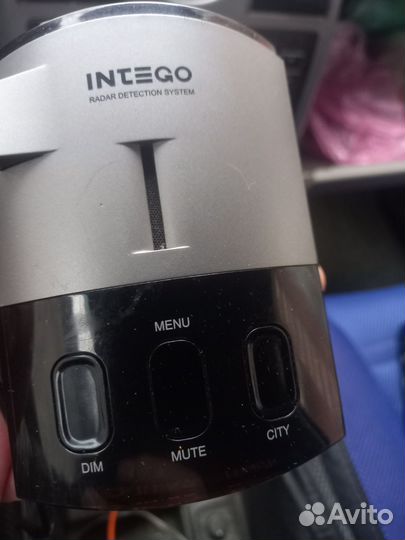 INTEGO
RADAR DETECTION SYSTEM
MENU
DIM
MUTE
CITY
Avito